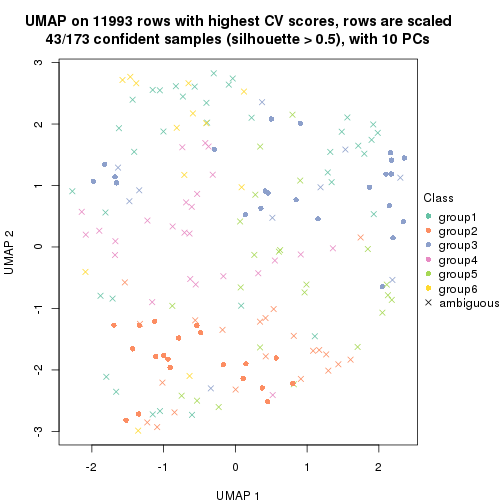 UMAP on 11993 rows with highest CV scores, rows are scaled
43/173 confident samples (silhouette > 0.5), with 10 PCs
3
2
1
0
-1
-2
-3
UMAP 2
-2
-1
0
1
2
UMAP 1
Class
group1
group2
group3
group4
group5
group6
ambiguous